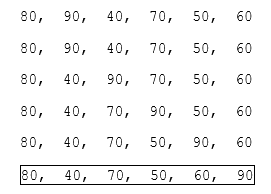 80, 90, 40, 70, 50, 60
80, 90, 40, 70, 50, 60
80, 40, 90, 70, 50, 60
80, 40, 70, 90, 50, 60
80, 40, 70, 50, 90, 60
80, 40, 70, 50, 60, 90